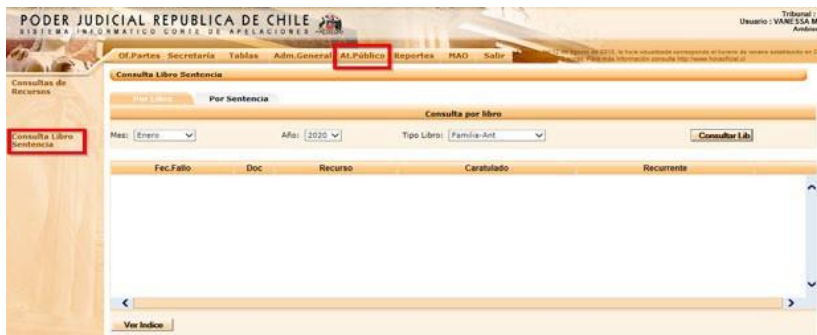 PODER JUDICIAL REPUBLICA DE CHILE
SISTEMA INFORMATICO CORTE DE APELACIONES
Tribunal :
Usuario : VANESSA M
Ambien
Of.Partes Secretaría Tablas Adm.General At.Público Reportes MAO Salir
Consultas de
Recursos
Consulta Libro
Sentencia
Consulta Libro Sentencia
Por Libro Por Sentencia
Consulta por libro
Mes: Enero Año: 2020 Tipo Libro: Familia-Ant Consultar Lib
Fec.Fallo Doc Recurso Caratulado Recurrente
Ver Indice